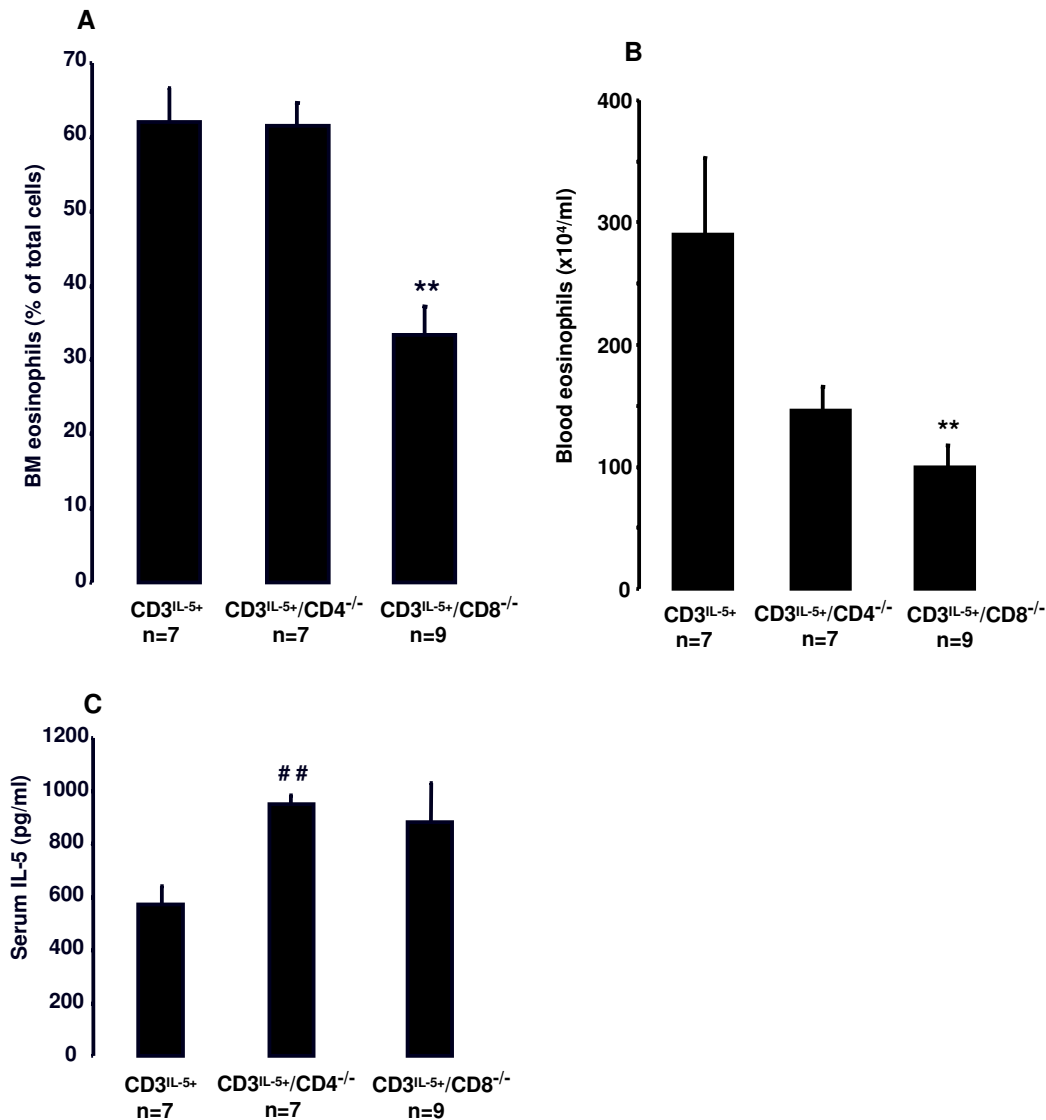 A
BM eosinophils (% of total cells)
70
60
50
40
30
20
10
0
**
CD3IL-5+ CD3IL-5+/CD4-/- CD3IL-5+/CD8-/-
n=7 n=7 n=9
B
Blood eosinophils (x10⁴/ml)
400
300
200
100
0
**
CD3IL-5+ CD3IL-5+/CD4-/- CD3IL-5+/CD8-/-
n=7 n=7 n=9
C
Serum IL-5 (pg/ml)
1200
1000
800
600
400
200
0
# #
CD3IL-5+ CD3IL-5+/CD4-/- CD3IL-5+/CD8-/-
n=7 n=7 n=9